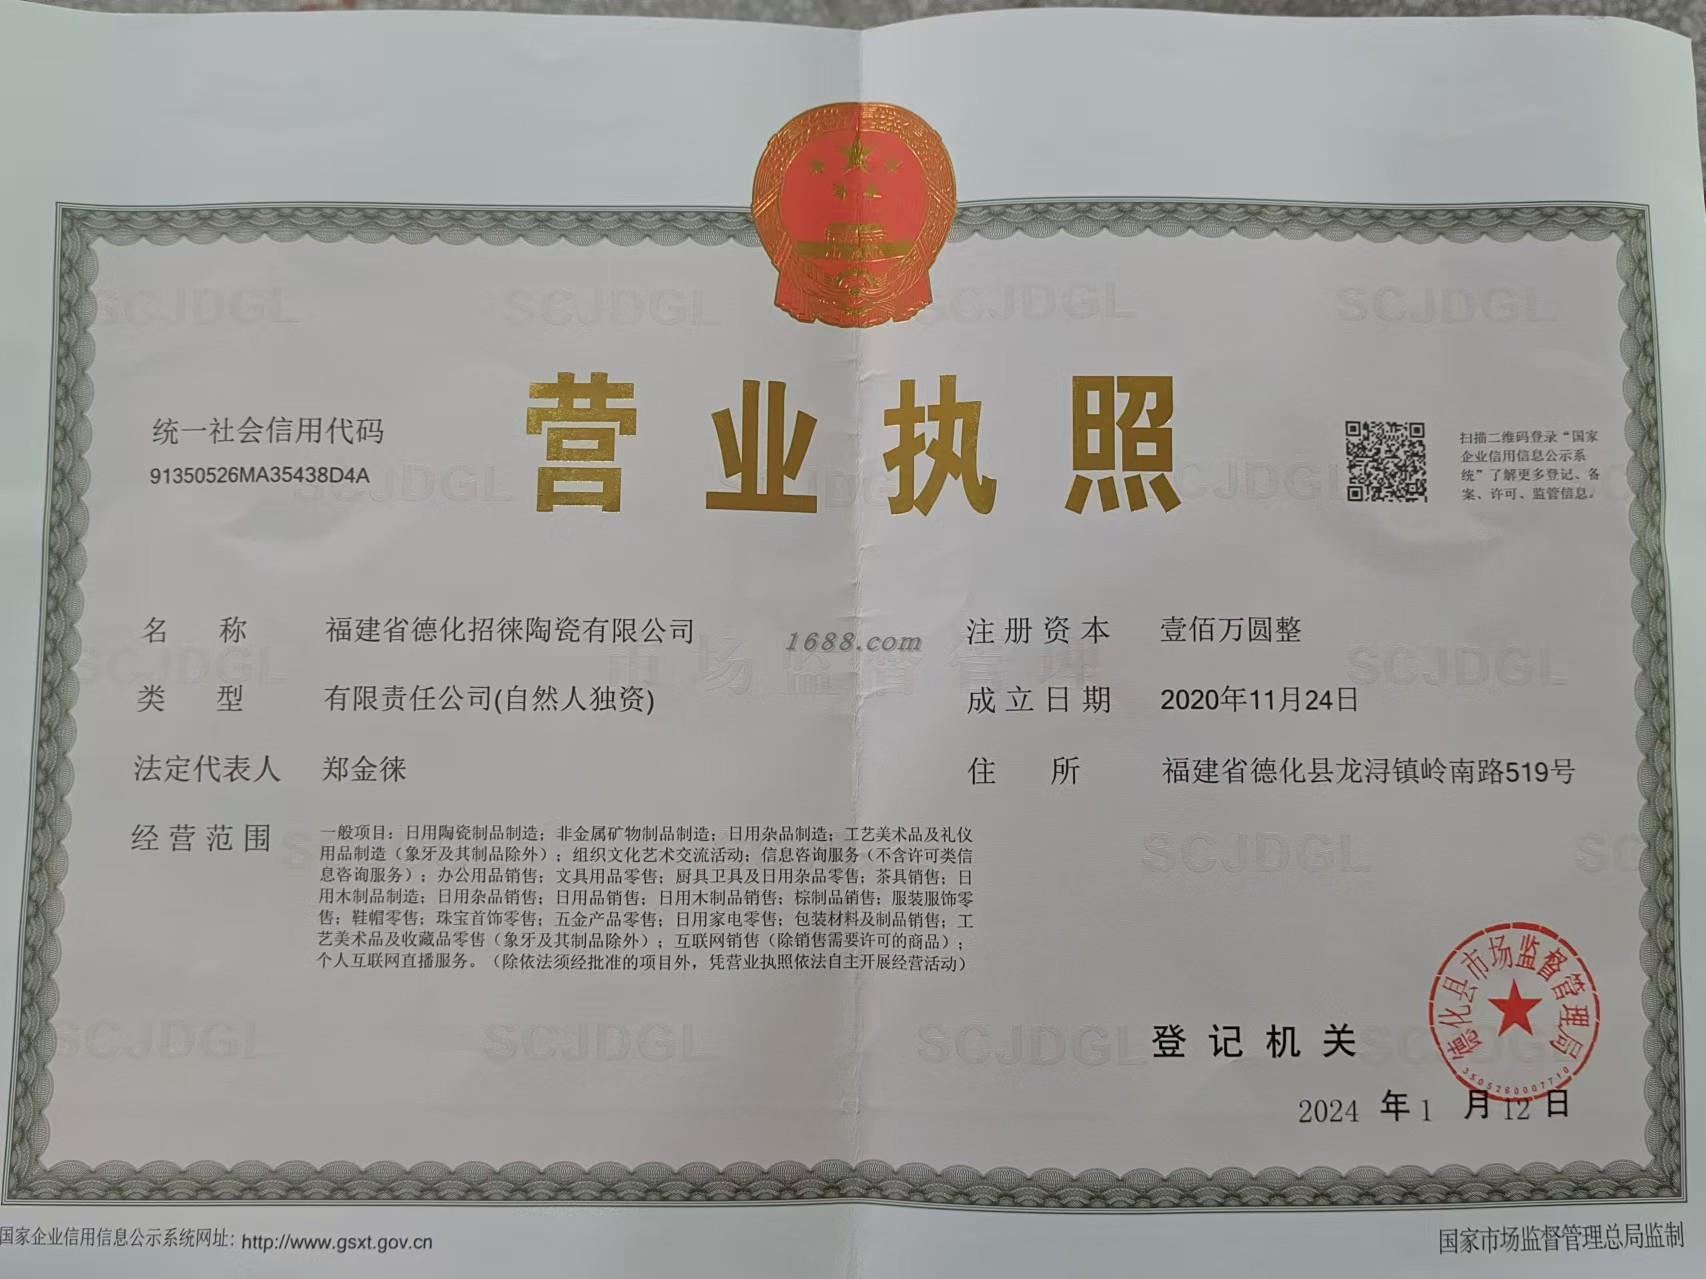 营业执照
统一社会信用代码
91350526MA35438D4A
扫描二维码登录“国家
企业信用信息公示系
统”了解更多登记、备
案、许可、监管信息。
名称 福建省德化招徕陶瓷有限公司
类型 有限责任公司(自然人独资)
法定代表人 郑金徕
经营范围 一般项目：日用陶瓷制品制造；非金属矿物制品制造；日用杂品制造；工艺美术品及礼仪
用品制造（象牙及其制品除外）；组织文化艺术交流活动；信息咨询服务（不含许可类信
息咨询服务）；办公用品销售；文具用品零售；厨具卫具及日用杂品零售；茶具销售；日
用木制品制造；日用杂品销售；日用品销售；日用木制品销售；棕制品销售；服装服饰零
售；鞋帽零售；珠宝首饰零售；五金产品零售；日用家电零售；包装材料及制品销售；工
艺美术品及收藏品零售（象牙及其制品除外）；互联网销售（除销售需要许可的商品）；
个人互联网直播服务。（除依法须经批准的项目外，凭营业执照依法自主开展经营活动）
1688.com
注册资本 壹佰万圆整
成立日期 2020年11月24日
住所 福建省德化县龙浔镇岭南路519号
登记机关
德化县市场监督管理局
3505260007710
2024 年 1 月 12 日
SCJDGL
市场监督管理
国家企业信用信息公示系统网址：http://www.gsxt.gov.cn
国家市场监督管理总局监制